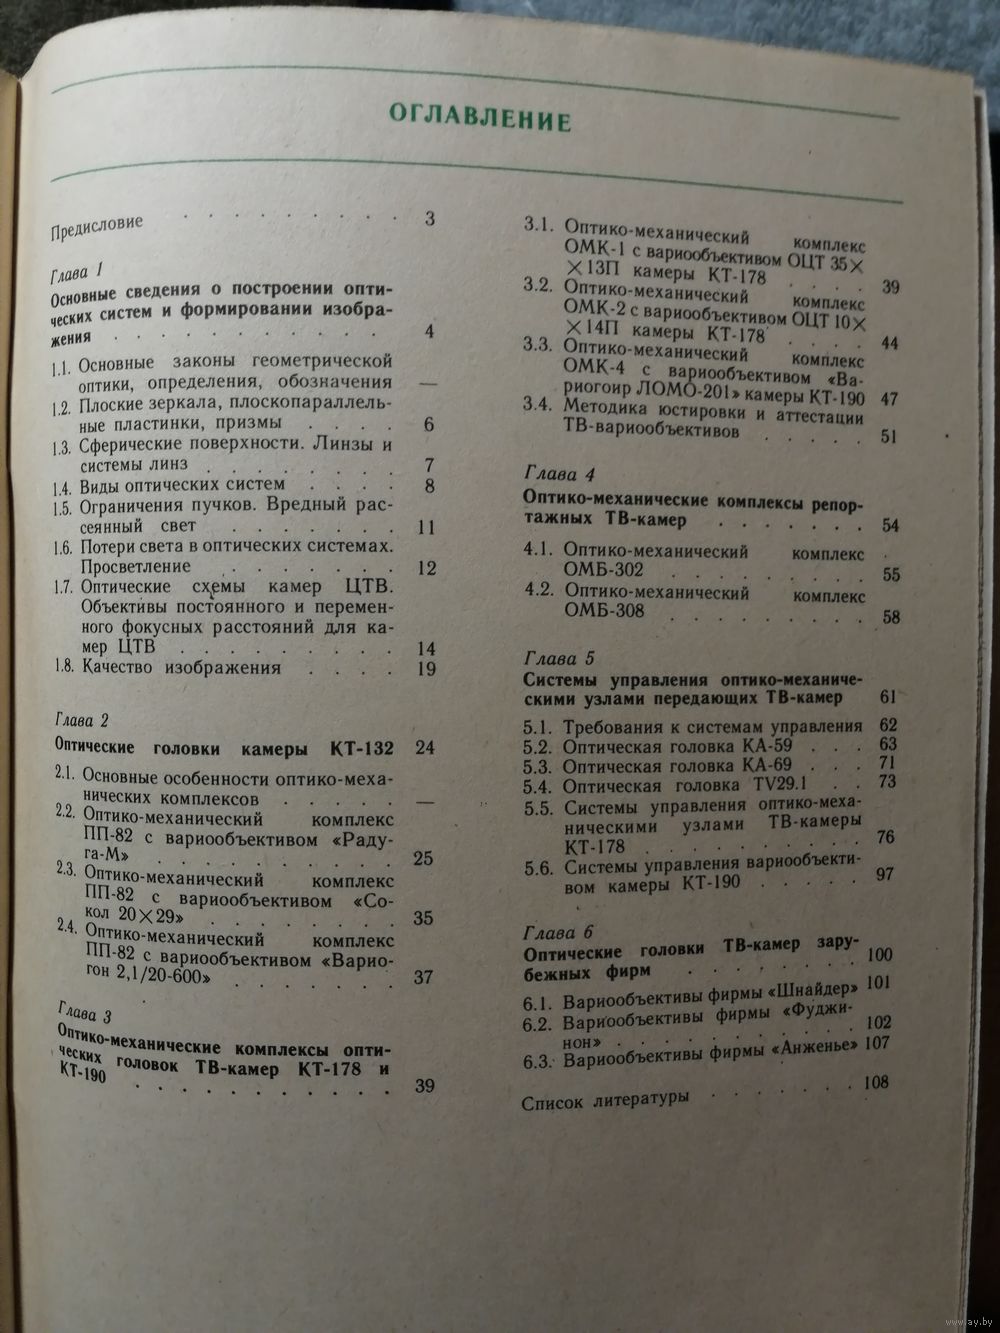 ОГЛАВЛЕНИЕ
Предисловие . . . . . . . . . 3
Глава 1
Основные сведения о построении опти-
ческих систем и формировании изобра-
жения . . . . . . . . . . . 4
1.1. Основные законы геометрической
оптики, определения, обозначения —
1.2. Плоские зеркала, плоскопараллель-
ные пластинки, призмы . . . . 6
1.3. Сферические поверхности. Линзы и
системы линз . . . . . . . . 7
1.4. Виды оптических систем . . . . 8
1.5. Ограничения пучков. Вредный рас-
сеянный свет . . . . . . . 11
1.6. Потери света в оптических системах.
Просветление . . . . . . . 12
1.7. Оптические схемы камер ЦТВ.
Объективы постоянного и перемен-
ного фокусных расстояний для ка-
мер ЦТВ . . . . . . . . . 14
1.8. Качество изображения . . . . 19
Глава 2
Оптические головки камеры КТ-132 24
2.1. Основные особенности оптико-меха-
нических комплексов . . . . . —
2.2. Оптико-механический комплекс
ПП-82 с вариообъективом «Раду-
га-М» . . . . . . . . . . 25
2.3. Оптико-механический комплекс
ПП-82 с вариообъективом «Со-
кол 20×29» . . . . . . . . 35
2.4. Оптико-механический комплекс
ПП-82 с вариообъективом «Варио-
гон 2,1/20-600» . . . . . . . 37
Глава 3
Оптико-механические комплексы опти-
ческих головок ТВ-камер КТ-178 и
КТ-190 . . . . . . . . . . . 39
3.1. Оптико-механический комплекс
ОМК-1 с вариообъективом ОЦТ 35×
×13П камеры КТ-178 . . . . 39
3.2. Оптико-механический комплекс
ОМК-2 с вариообъективом ОЦТ 10×
×14П камеры КТ-178 . . . . 44
3.3. Оптико-механический комплекс
ОМК-4 с вариообъективом «Ва-
риогоир ЛОМО-201» камеры КТ-190 47
3.4. Методика юстировки и аттестации
ТВ-вариообъективов . . . . . 51
Глава 4
Оптико-механические комплексы репор-
тажных ТВ-камер . . . . . . . 54
4.1. Оптико-механический комплекс
ОМБ-302 . . . . . . . . . 55
4.2. Оптико-механический комплекс
ОМБ-308 . . . . . . . . . 58
Глава 5
Системы управления оптико-механиче-
скими узлами передающих ТВ-камер 61
5.1. Требования к системам управления 62
5.2. Оптическая головка КА-59 . . . 63
5.3. Оптическая головка КА-69 . . . 71
5.4. Оптическая головка TV29.1 . . 73
5.5. Системы управления оптико-меха-
ническими узлами ТВ-камеры
КТ-178 . . . . . . . . . . 76
5.6. Системы управления вариообъекти-
вом камеры КТ-190 . . . . . 97
Глава 6
Оптические головки ТВ-камер зару-
бежных фирм . . . . . . . . 100
6.1. Вариообъективы фирмы «Шнайдер» 101
6.2. Вариообъективы фирмы «Фуджи-
нон» . . . . . . . . . . . 102
6.3. Вариообъективы фирмы «Анженье» 107
Список литературы . . . . . . . 108
www.ay.by